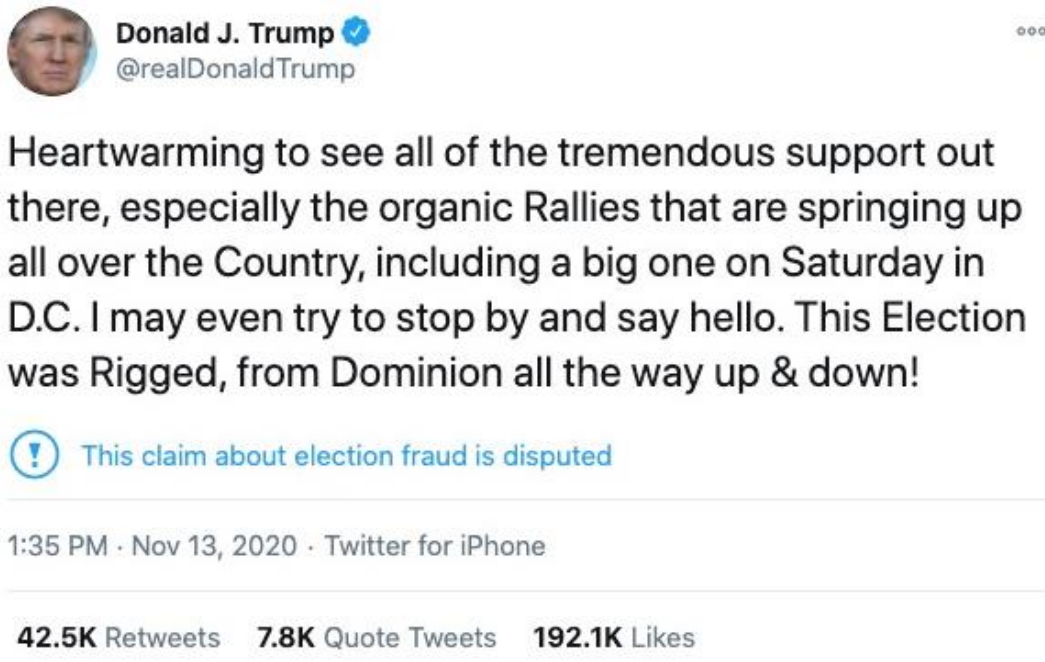 Donald J. Trump
@realDonaldTrump
Heartwarming to see all of the tremendous support out
there, especially the organic Rallies that are springing up
all over the Country, including a big one on Saturday in
D.C. I may even try to stop by and say hello. This Election
was Rigged, from Dominion all the way up & down!
This claim about election fraud is disputed
1:35 PM · Nov 13, 2020 · Twitter for iPhone
42.5K Retweets 7.8K Quote Tweets 192.1K Likes